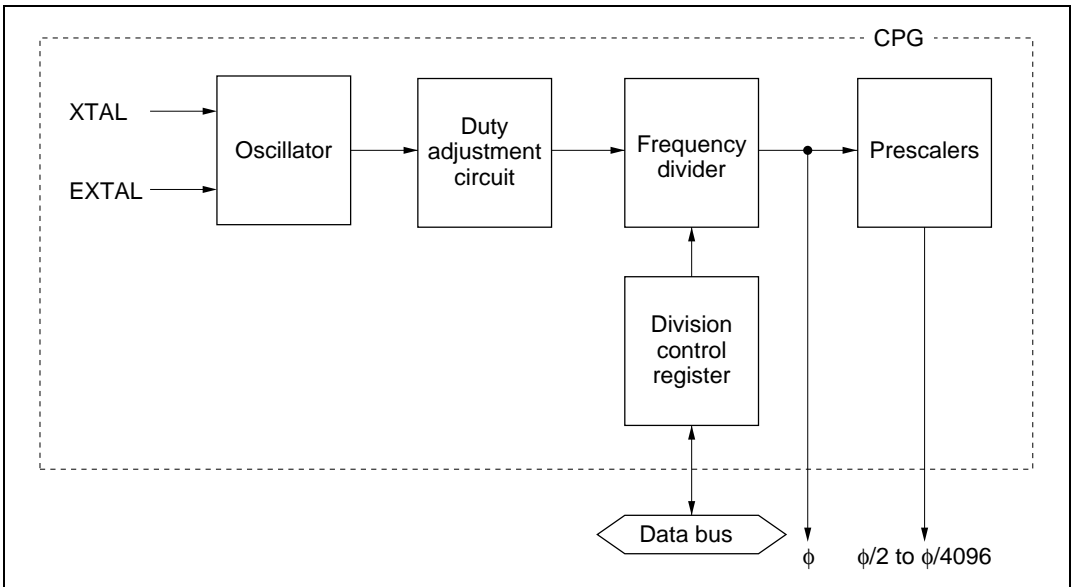 CPG
XTAL
EXTAL
Oscillator
Duty
adjustment
circuit
Frequency
divider
Prescalers
Division
control
register
Data bus
ϕ
ϕ/2 to ϕ/4096